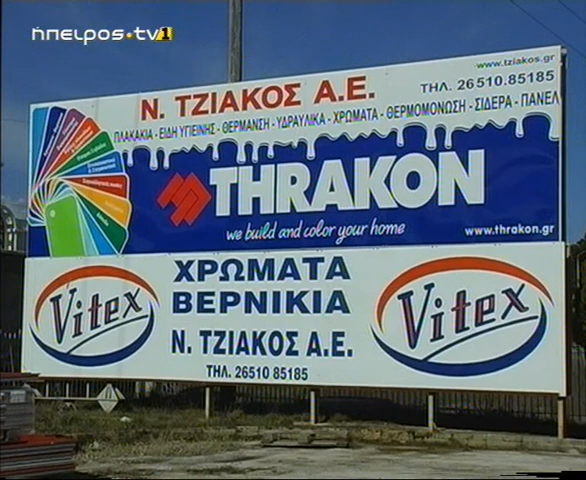 ήπειρος.tv1
www.tziakos.gr
Ν. ΤΖΙΑΚΟΣ Α.Ε.
ΤΗΛ. 26510.85185
ΠΛΑΚΑΚΙΑ - ΕΙΔΗ ΥΓΙΕΙΝΗΣ - ΘΕΡΜΑΝΣΗ - ΥΔΡΑΥΛΙΚΑ - ΧΡΩΜΑΤΑ - ΘΕΡΜΟΜΟΝΩΣΗ - ΣΙΔΕΡΑ - ΠΑΝΕΛ
THRAKON
we build and color your home
www.thrakon.gr
Vitex
ΧΡΩΜΑΤΑ
ΒΕΡΝΙΚΙΑ
Ν. ΤΖΙΑΚΟΣ Α.Ε.
ΤΗΛ. 26510 85185
Vitex